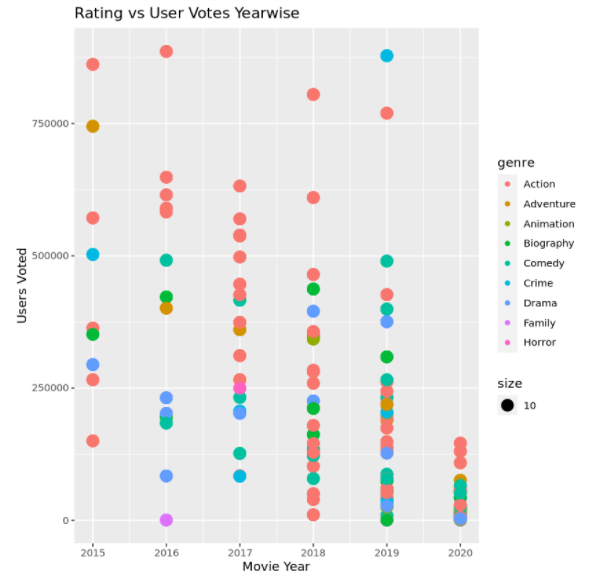 Rating vs User Votes Yearwise
Users Voted
750000
500000
250000
0
2015 2016 2017 2018 2019 2020
Movie Year
genre
Action
Adventure
Animation
Biography
Comedy
Crime
Drama
Family
Horror
size
10